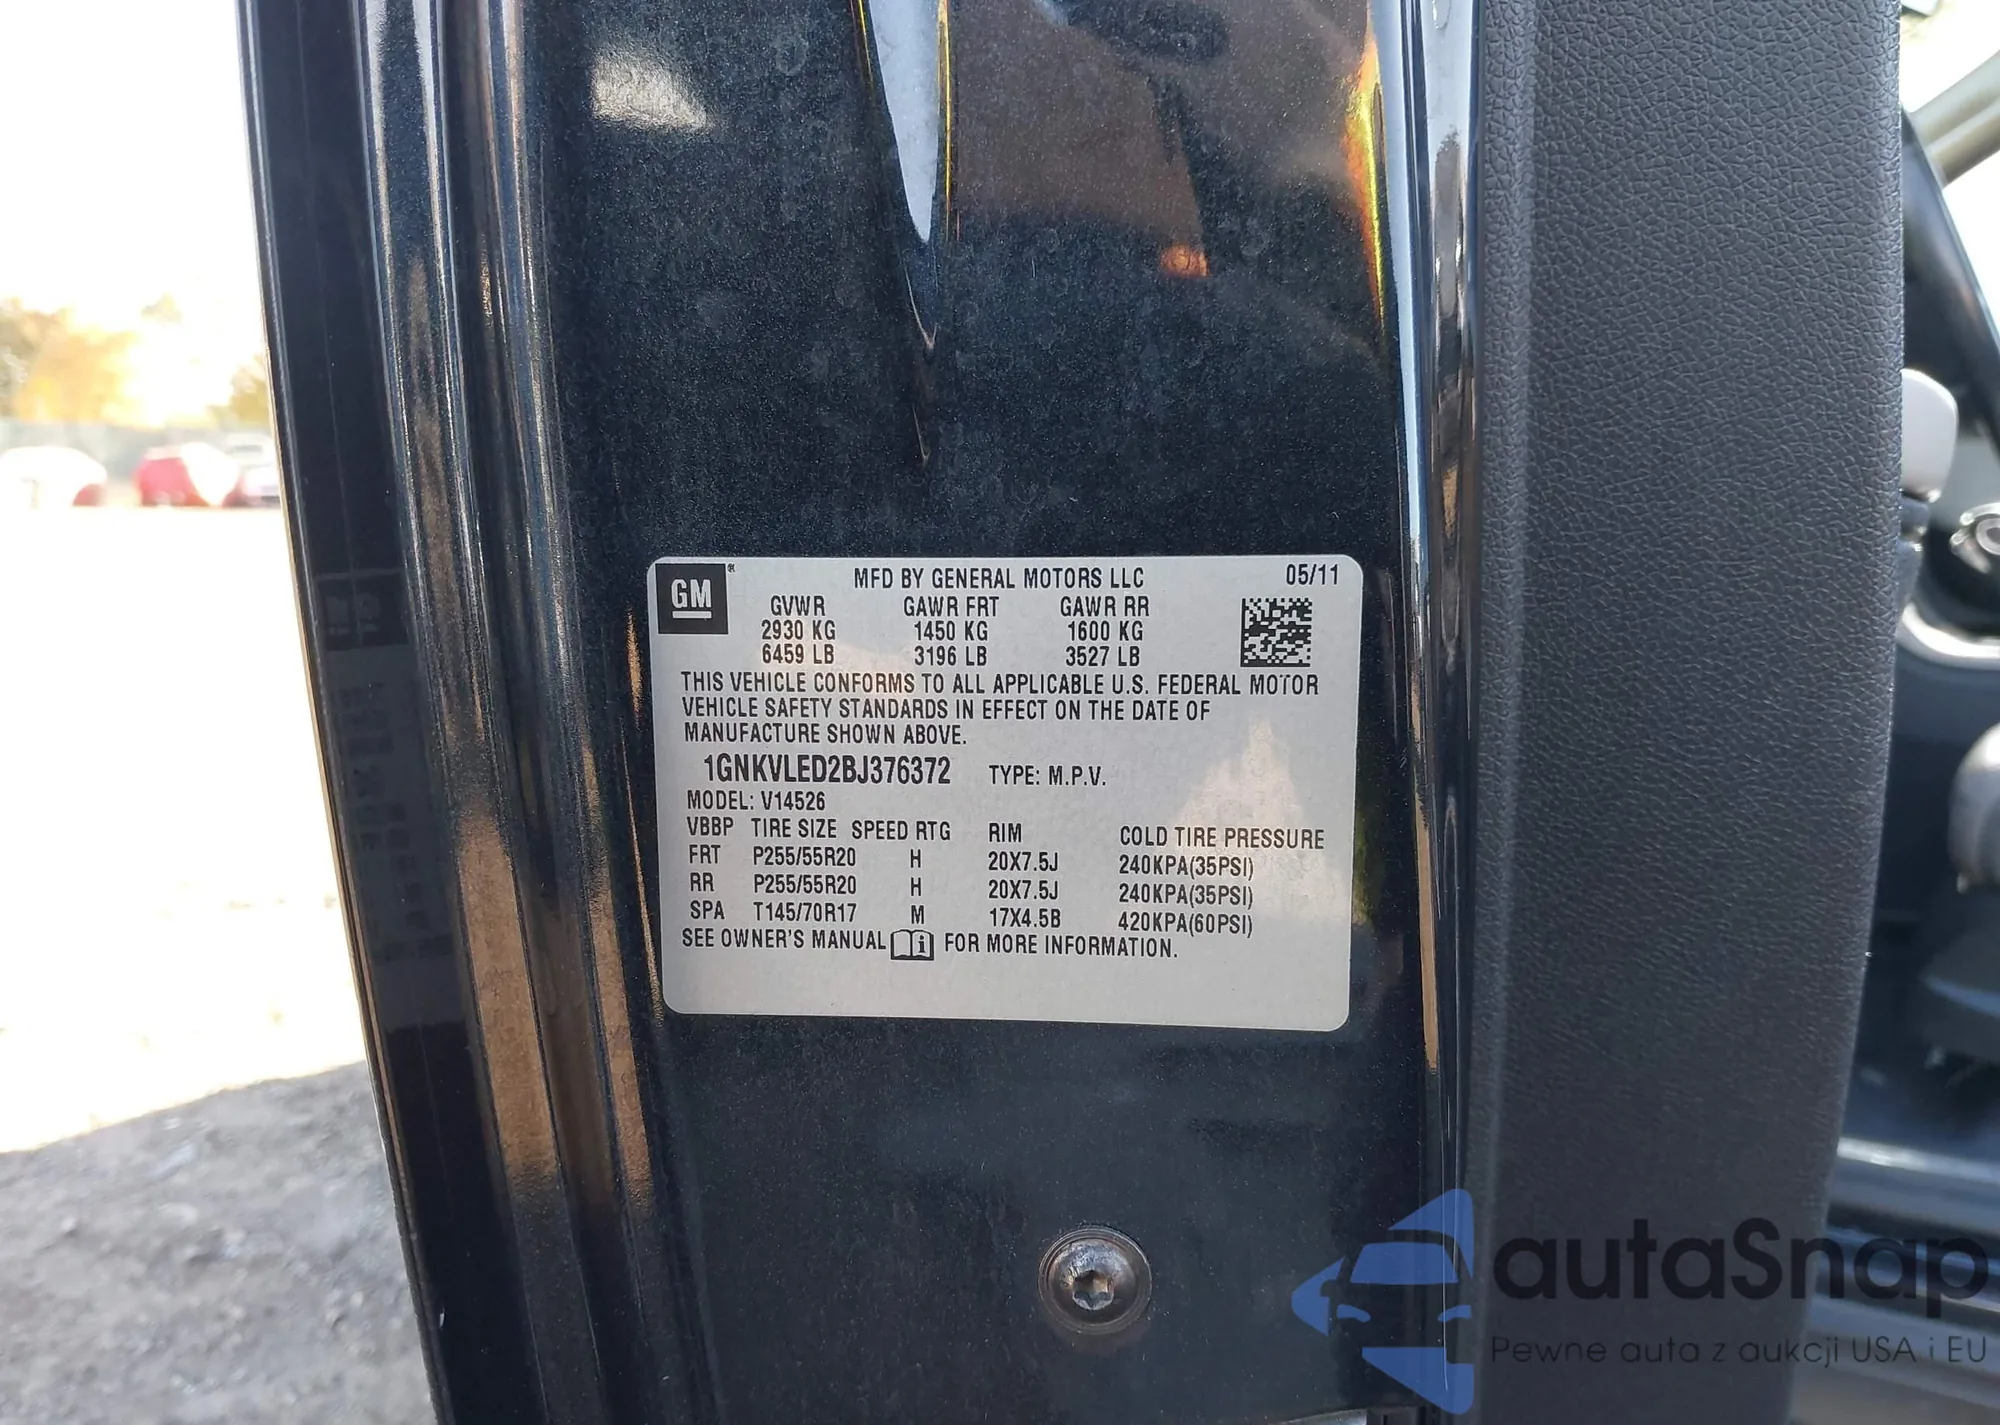 GM®
MFD BY GENERAL MOTORS LLC 05/11
GVWR GAWR FRT GAWR RR
2930 KG 1450 KG 1600 KG
6459 LB 3196 LB 3527 LB
THIS VEHICLE CONFORMS TO ALL APPLICABLE U.S. FEDERAL MOTOR
VEHICLE SAFETY STANDARDS IN EFFECT ON THE DATE OF
MANUFACTURE SHOWN ABOVE.
1GNKVLED2BJ376372 TYPE: M.P.V.
MODEL: V14526
VBBP TIRE SIZE SPEED RTG RIM COLD TIRE PRESSURE
FRT P255/55R20 H 20X7.5J 240KPA(35PSI)
RR P255/55R20 H 20X7.5J 240KPA(35PSI)
SPA T145/70R17 M 17X4.5B 420KPA(60PSI)
SEE OWNER'S MANUAL i FOR MORE INFORMATION.
autaSnap
Pewne auta z aukcji USA i EU